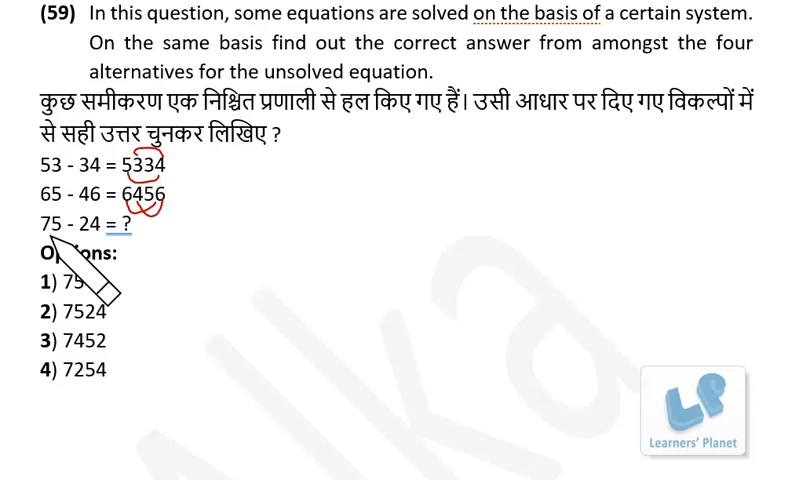 (59) In this question, some equations are solved on the basis of a certain system.
On the same basis find out the correct answer from amongst the four
alternatives for the unsolved equation.
कुछ समीकरण एक निश्चित प्रणाली से हल किए गए हैं। उसी आधार पर दिए गए विकल्पों में
से सही उत्तर चुनकर लिखिए ?
53 - 34 = 5334
65 - 46 = 6456
75 - 24 = ?
1)
2) 7524
3) 7452
4) 7254
Alka
LP
Learners' Planet